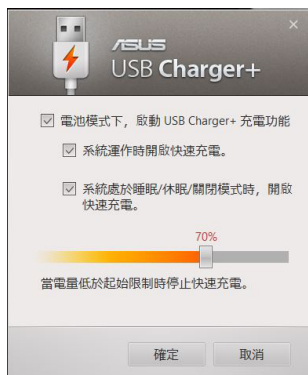 ASUS
USB Charger+
電池模式下，啟動 USB Charger+ 充電功能
系統運作時開啟快速充電。
系統處於睡眠/休眠/關閉模式時，開啟
快速充電。
70%
當電量低於起始限制時停止快速充電。
確定 取消